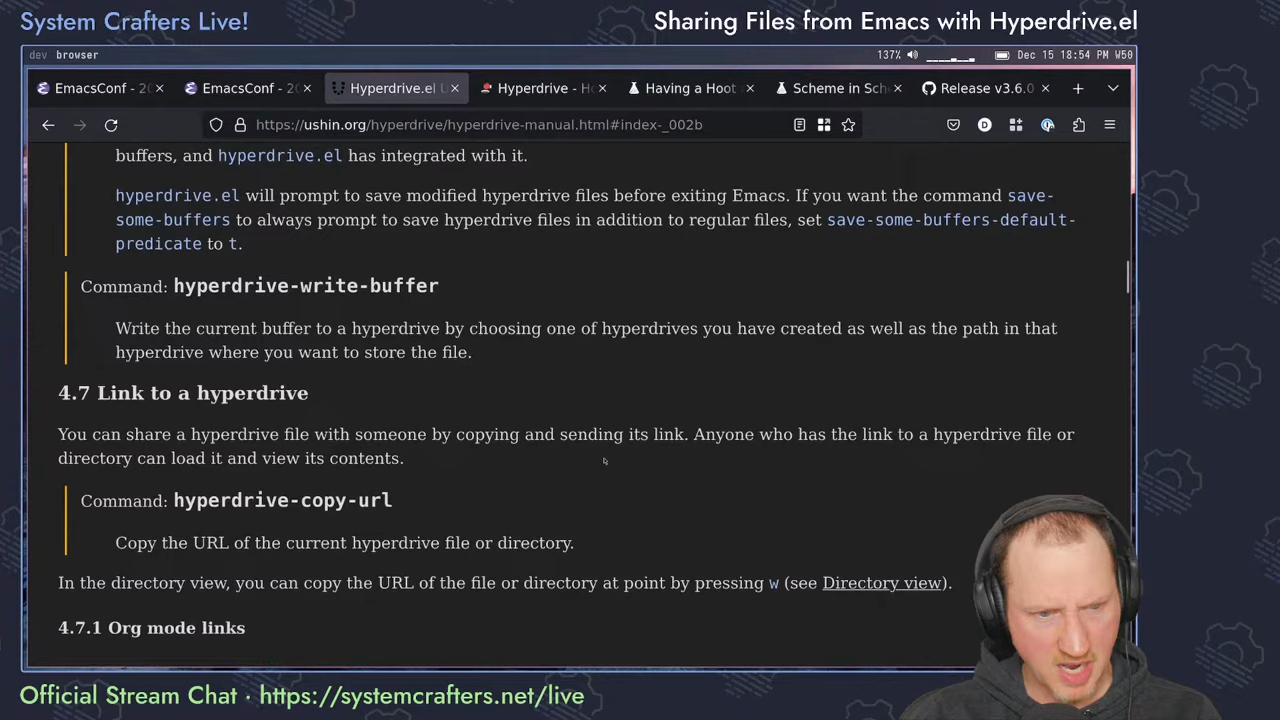 System Crafters Live!
Sharing Files from Emacs with Hyperdrive.el
dev browser
137% Dec 15 18:54 PM W50
EmacsConf - 20
EmacsConf - 20
Hyperdrive.el U
Hyperdrive - Ho
Having a Hoot
Scheme in Sche
Release v3.6.0
https://ushin.org/hyperdrive/hyperdrive-manual.html#index-_002b
buffers, and hyperdrive.el has integrated with it.
hyperdrive.el will prompt to save modified hyperdrive files before exiting Emacs. If you want the command save-
some-buffers to always prompt to save hyperdrive files in addition to regular files, set save-some-buffers-default-
predicate to t.
Command: hyperdrive-write-buffer
Write the current buffer to a hyperdrive by choosing one of hyperdrives you have created as well as the path in that
hyperdrive where you want to store the file.
4.7 Link to a hyperdrive
You can share a hyperdrive file with someone by copying and sending its link. Anyone who has the link to a hyperdrive file or
directory can load it and view its contents.
Command: hyperdrive-copy-url
Copy the URL of the current hyperdrive file or directory.
In the directory view, you can copy the URL of the file or directory at point by pressing w (see Directory view).
4.7.1 Org mode links
Official Stream Chat · https://systemcrafters.net/live